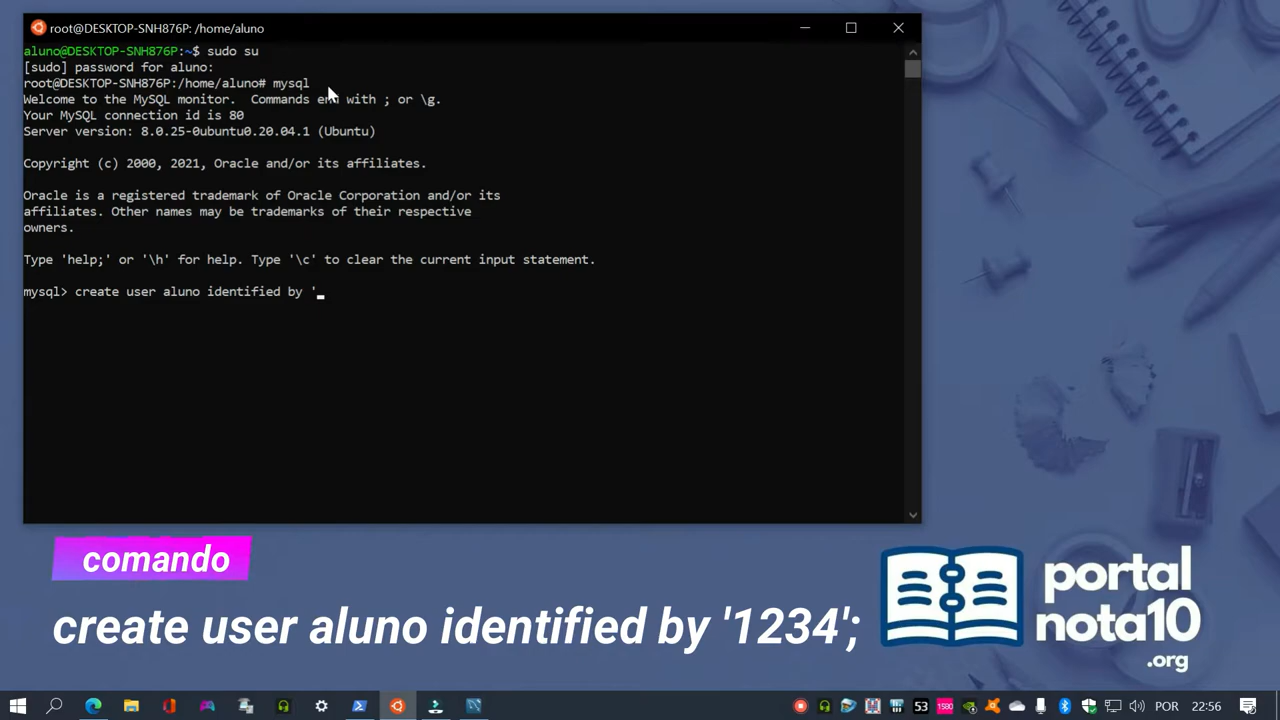 root@DESKTOP-SNH876P: /home/aluno
aluno@DESKTOP-SNH876P:~$ sudo su
[sudo] password for aluno:
root@DESKTOP-SNH876P:/home/aluno# mysql
Welcome to the MySQL monitor.  Commands end with ; or \g.
Your MySQL connection id is 80
Server version: 8.0.25-0ubuntu0.20.04.1 (Ubuntu)
Copyright (c) 2000, 2021, Oracle and/or its affiliates.
Oracle is a registered trademark of Oracle Corporation and/or its
affiliates. Other names may be trademarks of their respective
owners.
Type 'help;' or '\h' for help. Type '\c' to clear the current input statement.
mysql> create user aluno identified by '_
comando
create user aluno identified by '1234';
portal
nota10
.org
53
1580
POR
22:56